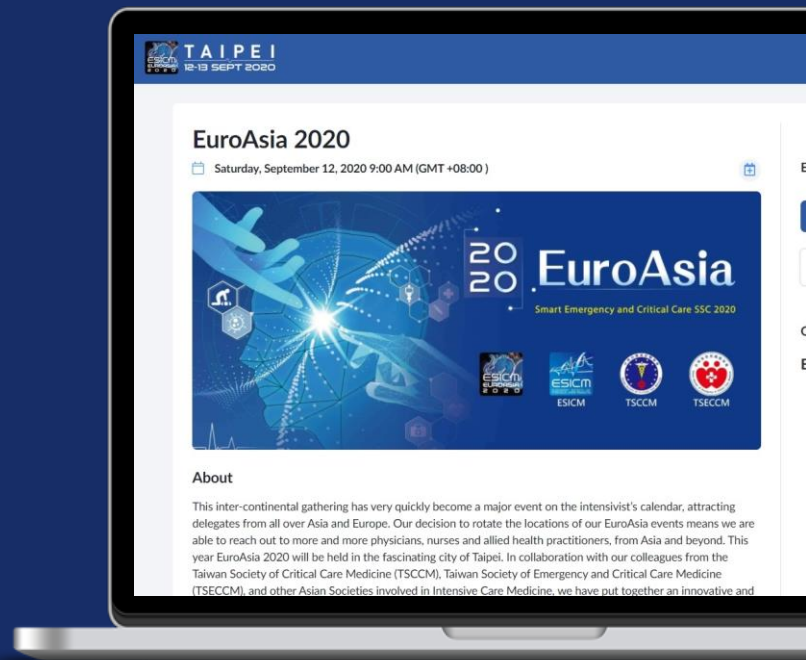 TAIPEI
12-13 SEPT 2020
ESICM
EUROASIA
2020
EuroAsia 2020
Saturday, September 12, 2020 9:00 AM (GMT +08:00 )
20
20
EuroAsia
Smart Emergency and Critical Care SSC 2020
ESICM
EUROASIA
2020
ESICM
ESICM
TSCCM
TSECCM
About
This inter-continental gathering has very quickly become a major event on the intensivist's calendar, attracting
delegates from all over Asia and Europe. Our decision to rotate the locations of our EuroAsia events means we are
able to reach out to more and more physicians, nurses and allied health practitioners, from Asia and beyond. This
year EuroAsia 2020 will be held in the fascinating city of Taipei. In collaboration with our colleagues from the
Taiwan Society of Critical Care Medicine (TSCCM), Taiwan Society of Emergency and Critical Care Medicine
(TSECCM), and other Asian Societies involved in Intensive Care Medicine, we have put together an innovative and